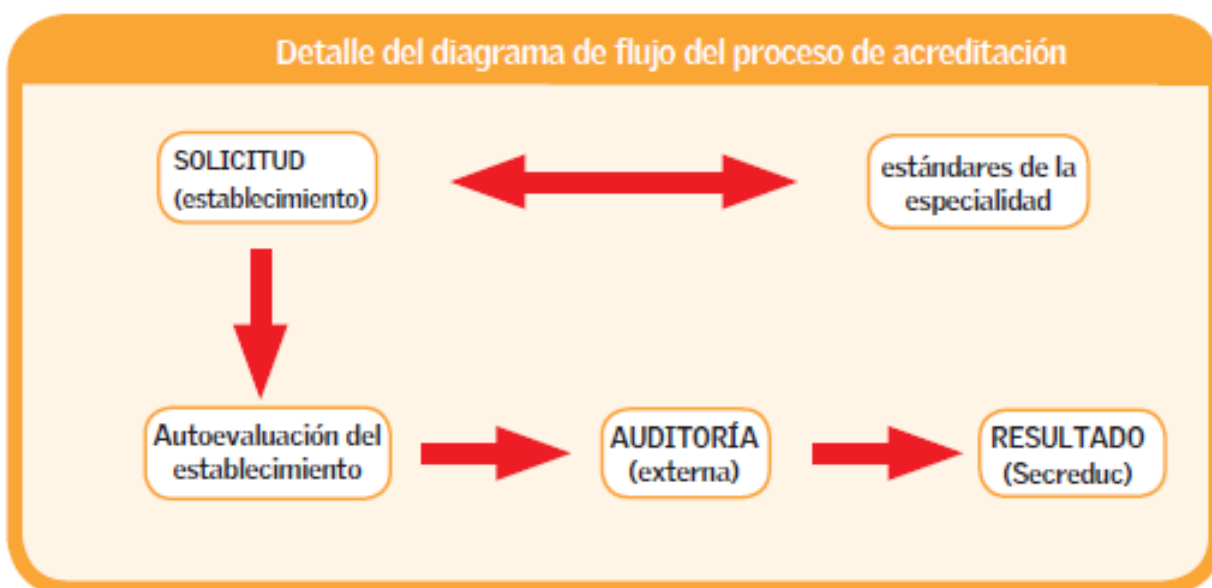 Detalle del diagrama de flujo del proceso de acreditación
SOLICITUD
(establecimiento)
estándares de la
especialidad
Autoevaluación del
establecimiento
AUDITORÍA
(externa)
RESULTADO
(Secreduc)